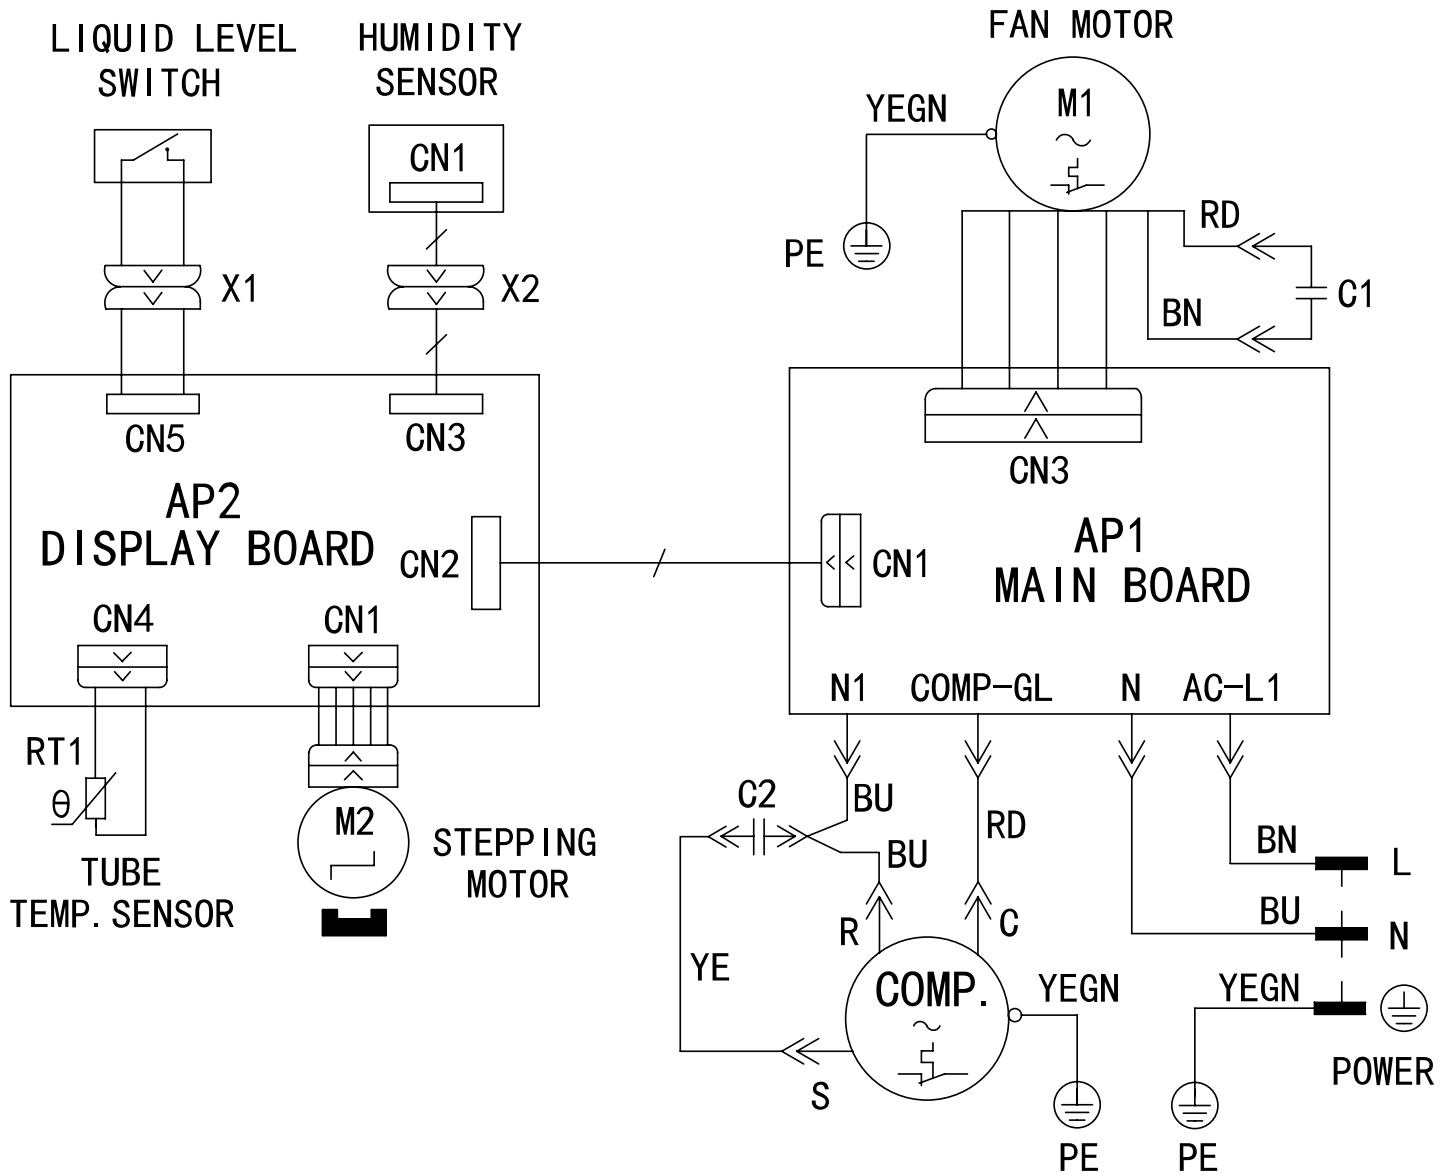 LIQUID LEVEL
SWITCH
HUMIDITY
SENSOR
FAN MOTOR
CN1
YEGN
M1
PE
RD
X1
X2
BN
C1
CN5
CN3
CN3
AP2
DISPLAY BOARD
CN2
CN1
AP1
MAIN BOARD
CN4
CN1
N1
COMP-GL
N
AC-L1
RT1
θ
M2
STEPPING
MOTOR
TUBE
TEMP. SENSOR
C2
BU
RD
BU
BN
L
R
C
BU
N
YE
COMP.
YEGN
YEGN
S
POWER
PE
PE